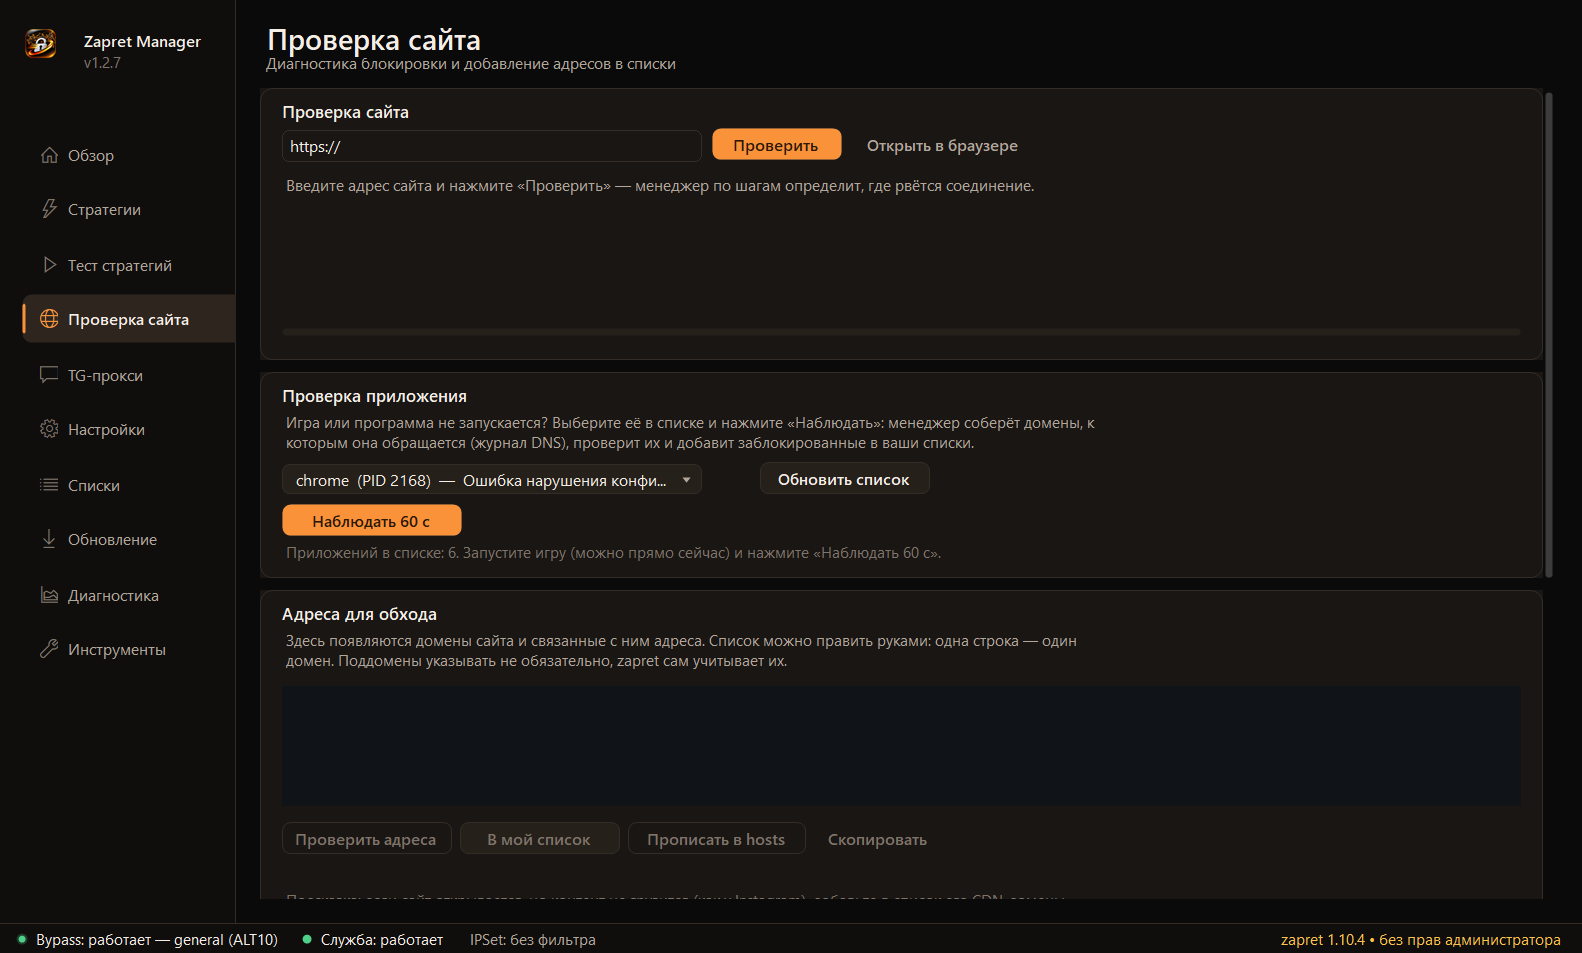 Zapret Manager
v1.2.7
Обзор
Стратегии
Тест стратегий
Проверка сайта
TG-прокси
Настройки
Списки
Обновление
Диагностика
Инструменты
Проверка сайта
Диагностика блокировки и добавление адресов в списки
Проверка сайта
https://
Проверить
Открыть в браузере
Введите адрес сайта и нажмите «Проверить» — менеджер по шагам определит, где рвётся соединение.
Проверка приложения
Игра или программа не запускается? Выберите её в списке и нажмите «Наблюдать»: менеджер соберёт домены, к
которым она обращается (журнал DNS), проверит их и добавит заблокированные в ваши списки.
chrome (PID 2168) — Ошибка нарушения конфи...
Обновить список
Наблюдать 60 с
Приложений в списке: 6. Запустите игру (можно прямо сейчас) и нажмите «Наблюдать 60 с».
Адреса для обхода
Здесь появляются домены сайта и связанные с ним адреса. Список можно править руками: одна строка — один
домен. Поддомены указывать не обязательно, zapret сам учитывает их.
Проверить адреса
В мой список
Прописать в hosts
Скопировать
Bypass: работает — general (ALT10)
Служба: работает
IPSet: без фильтра
zapret 1.10.4 • без прав администратора